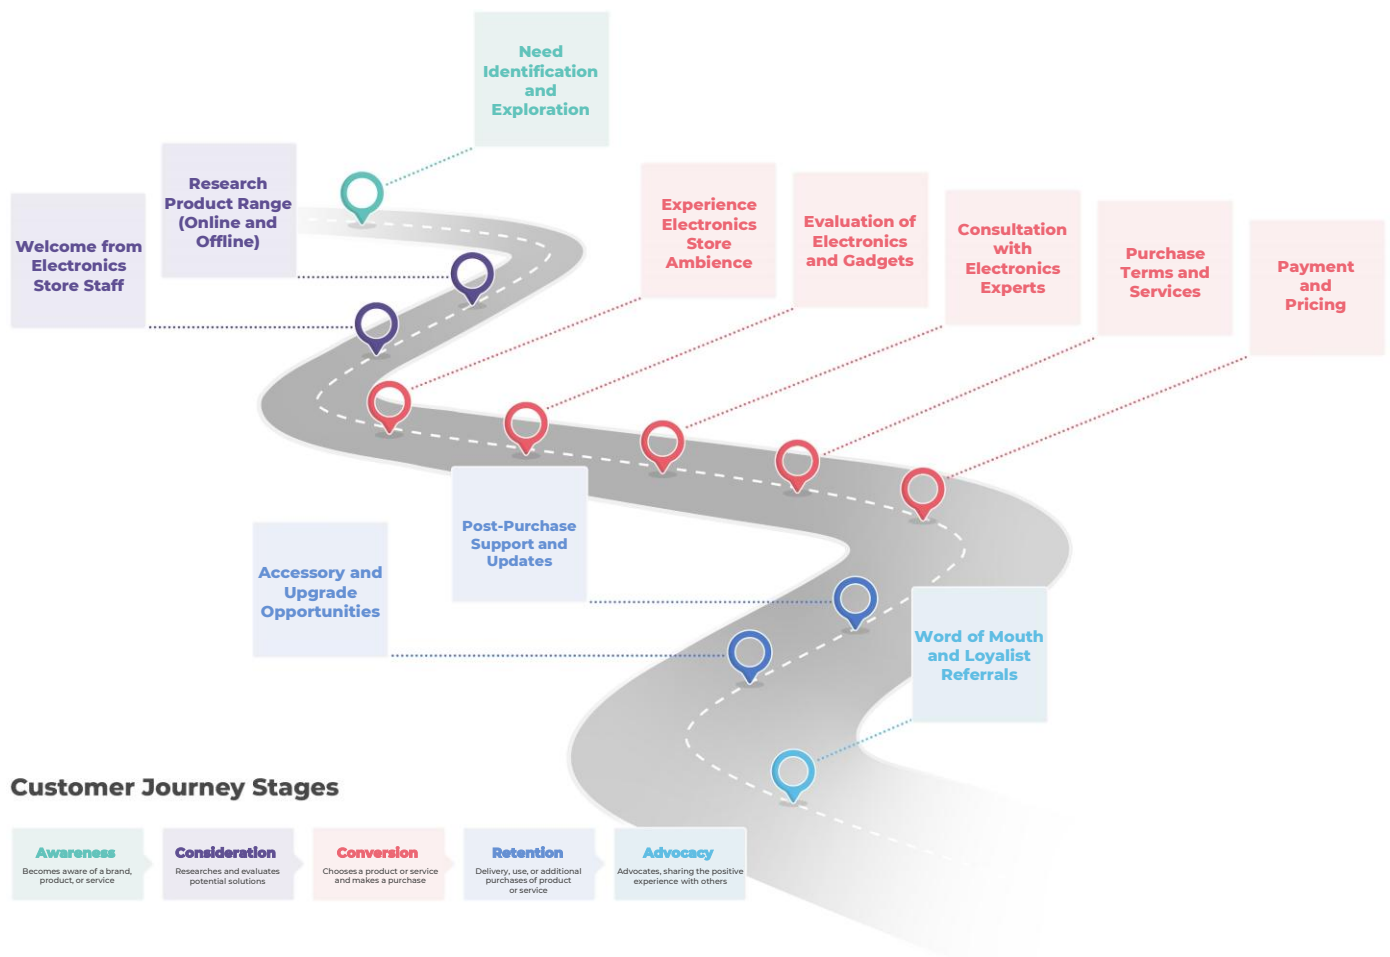 Need
Identification
and
Exploration
Research
Product Range
(Online and
Offline)
Welcome from
Electronics
Store Staff
Experience
Electronics
Store
Ambience
Evaluation of
Electronics
and Gadgets
Consultation
with
Electronics
Experts
Purchase
Terms and
Services
Payment
and
Pricing
Post-Purchase
Support and
Updates
Accessory and
Upgrade
Opportunities
Word of Mouth
and Loyalist
Referrals
Customer Journey Stages
Awareness
Becomes aware of a brand,
product, or service
Consideration
Researches and evaluates
potential solutions
Conversion
Chooses a product or service
and makes a purchase
Retention
Delivery, use, or additional
purchases of product
or service
Advocacy
Advocates, sharing the positive
experience with others